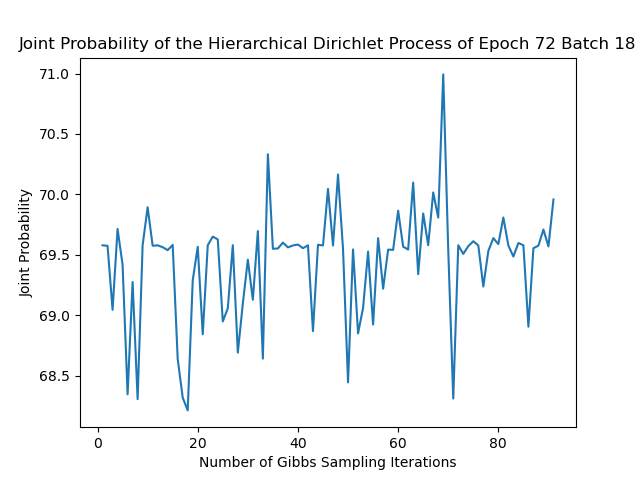 Joint Probability of the Hierarchical Dirichlet Process of Epoch 72 Batch 18
71.0
70.5
70.0
69.5
69.0
68.5
Joint Probability
0 20 40 60 80
Number of Gibbs Sampling Iterations